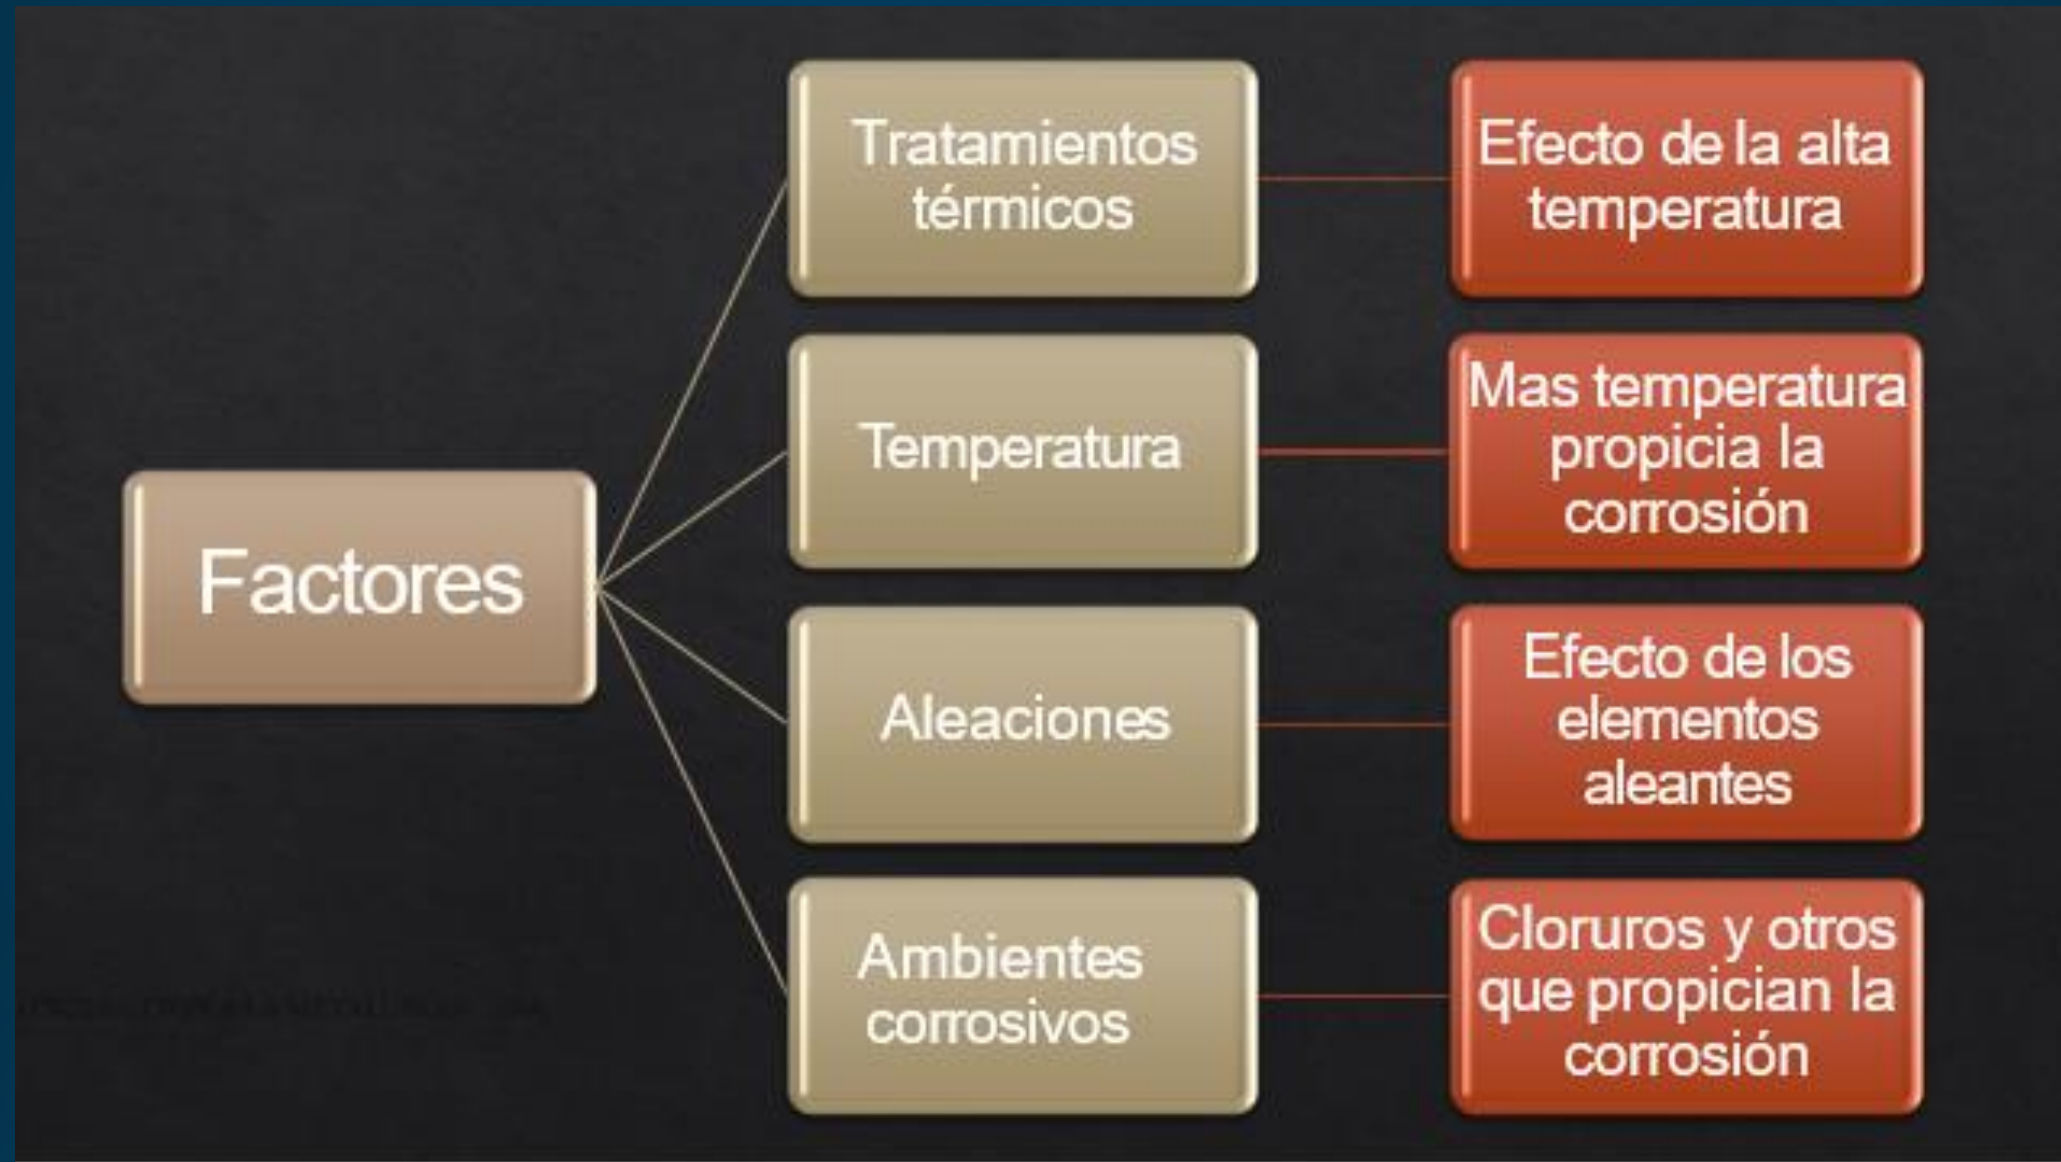 Factores
Tratamientos
térmicos
Efecto de la alta
temperatura
Temperatura
Mas temperatura
propicia la
corrosión
Aleaciones
Efecto de los
elementos
aleantes
Ambientes
corrosivos
Cloruros y otros
que propician la
corrosión